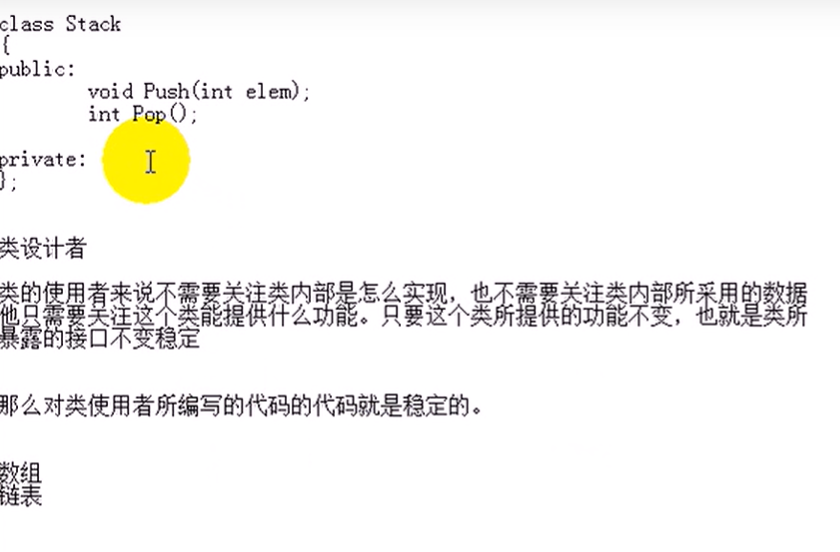 class Stack
{
public:
void Push(int elem);
int Pop();
private:
};
类设计者
类的使用者来说不需要关注类内部是怎么实现，也不需要关注类内部所采用的数据
他只需要关注这个类能提供什么功能。只要这个类所提供的功能不变，也就是类所
暴露的接口不变稳定
那么对类使用者所编写的代码的代码就是稳定的。
数组
链表